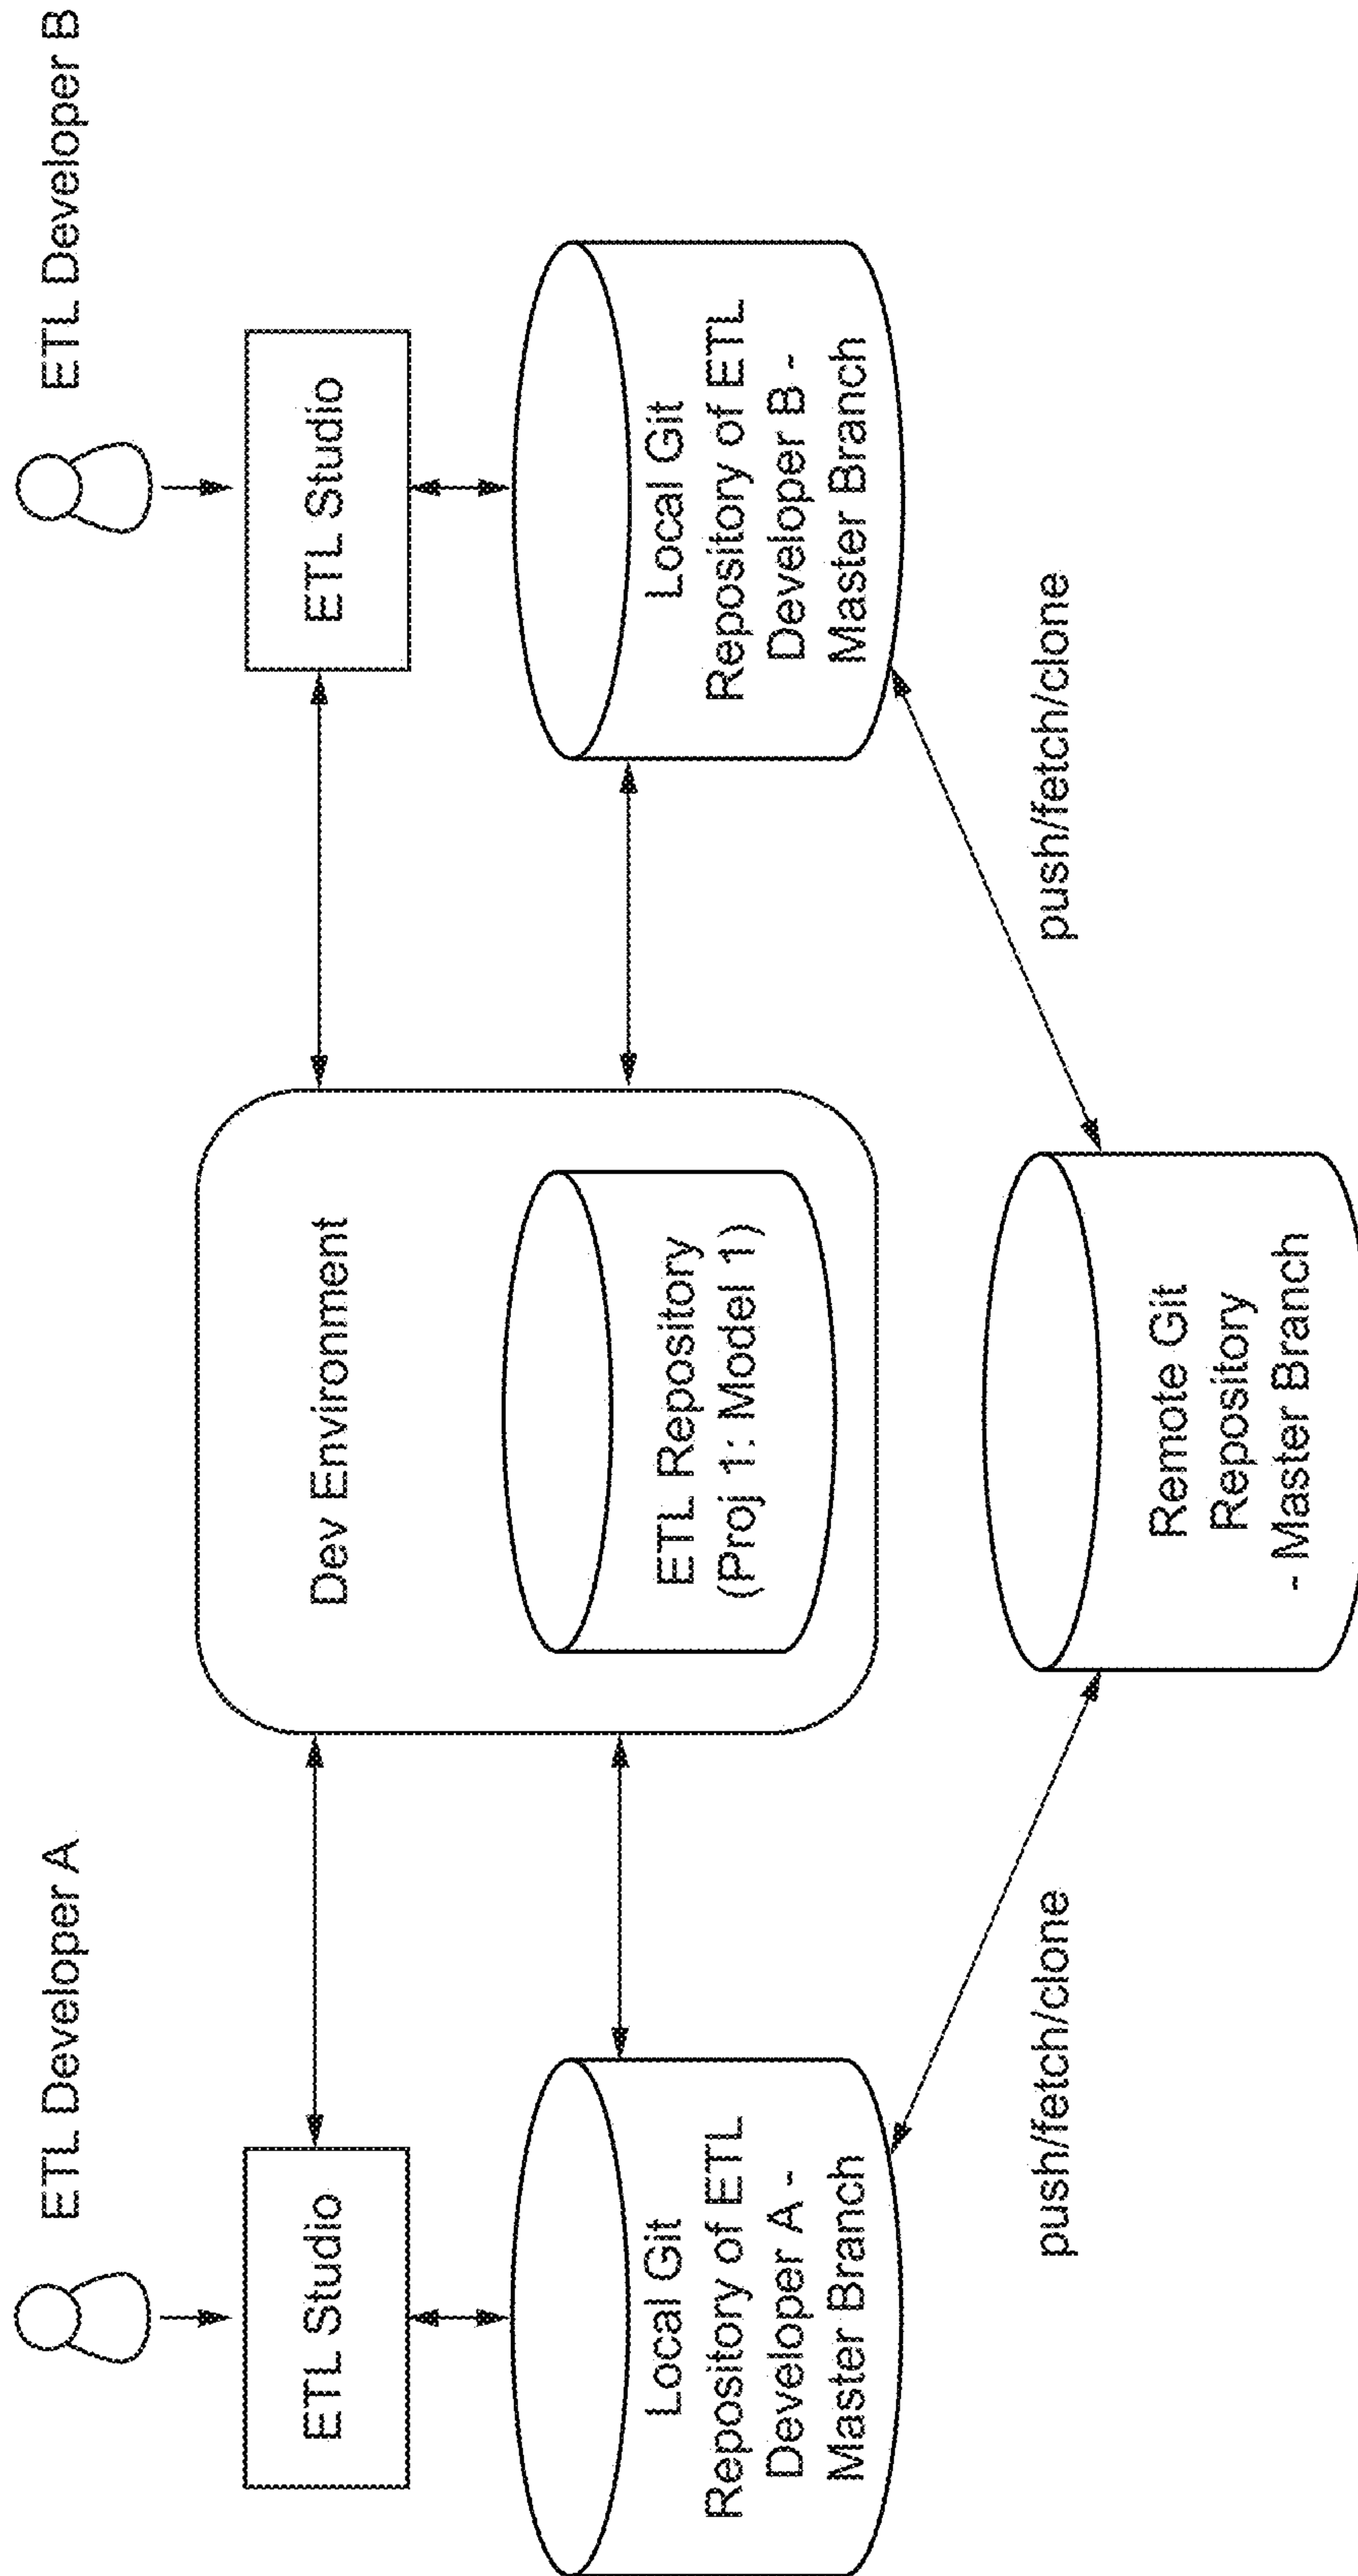 ETL Developer A
ETL Developer B
ETL Studio
Dev Environment
ETL Studio
Local Git
Repository of ETL
Developer A -
Master Branch
ETL Repository
(Proj 1: Model 1)
Local Git
Repository of ETL
Developer B -
Master Branch
push/fetch/clone
push/fetch/clone
Remote Git
Repository
- Master Branch